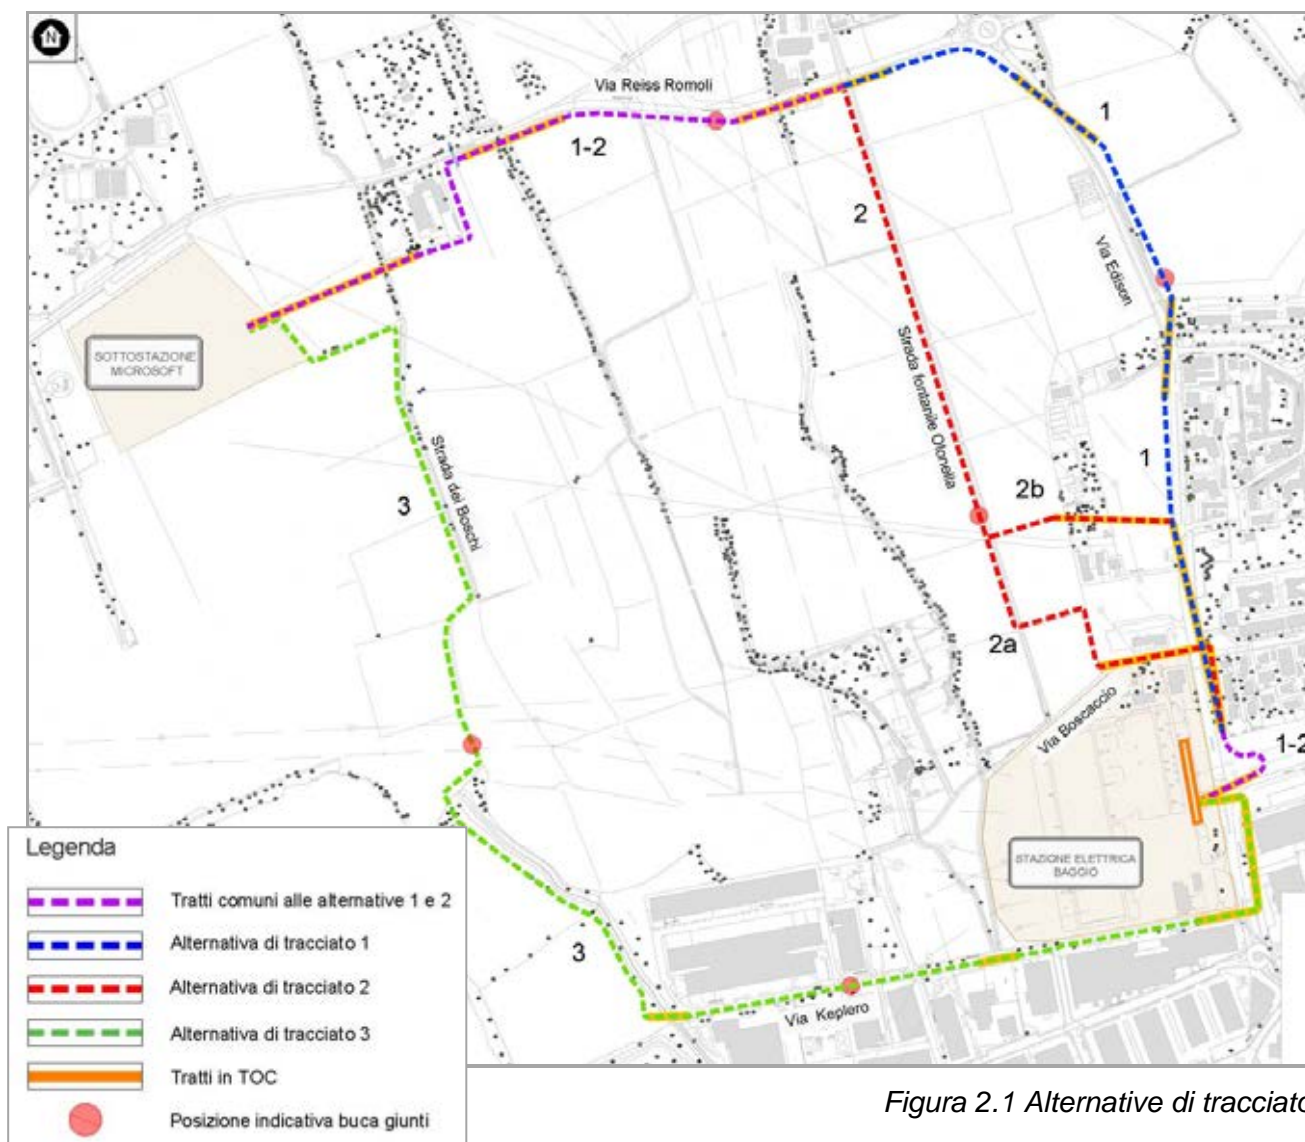 N
Via Reiss Romoli
1-2
1
2
Via Edison
SOTTOSTAZIONE
MICROSOFT
Strada dei Boschi
3
Strada fontanile Olonella
1
2b
2a
Via Boscaccio
1-2
STAZIONE ELETTRICA
BAGGIO
3
Via Keplero
Legenda
Tratti comuni alle alternative 1 e 2
Alternativa di tracciato 1
Alternativa di tracciato 2
Alternativa di tracciato 3
Tratti in TOC
Posizione indicativa buca giunti
Figura 2.1 Alternative di tracciato